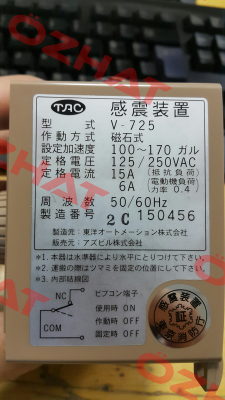 TAC 感震装置
型式 V-725
作動方式 磁石式
設定加速度 100~170 ガル
定格電圧 125/250VAC
定格電流 15A (抵抗負荷)
6A (電動機負荷 力率 0.4)
周波数 50/60Hz
製造番号 2C 150456
製造元:東洋オートメーション株式会社
販売元:アズビル株式会社
*1.本器は水準器により水平にとりつけて下さい。
*2.運搬の際はツマミを固定の位置にして下さい。
*3.内部結線図
NC ピプコン端子
使用時 ON
COM 作動時 OFF
固定時 OFF
感震装置
証
OZHAT
OZHAT
OZHAT
OZHAT